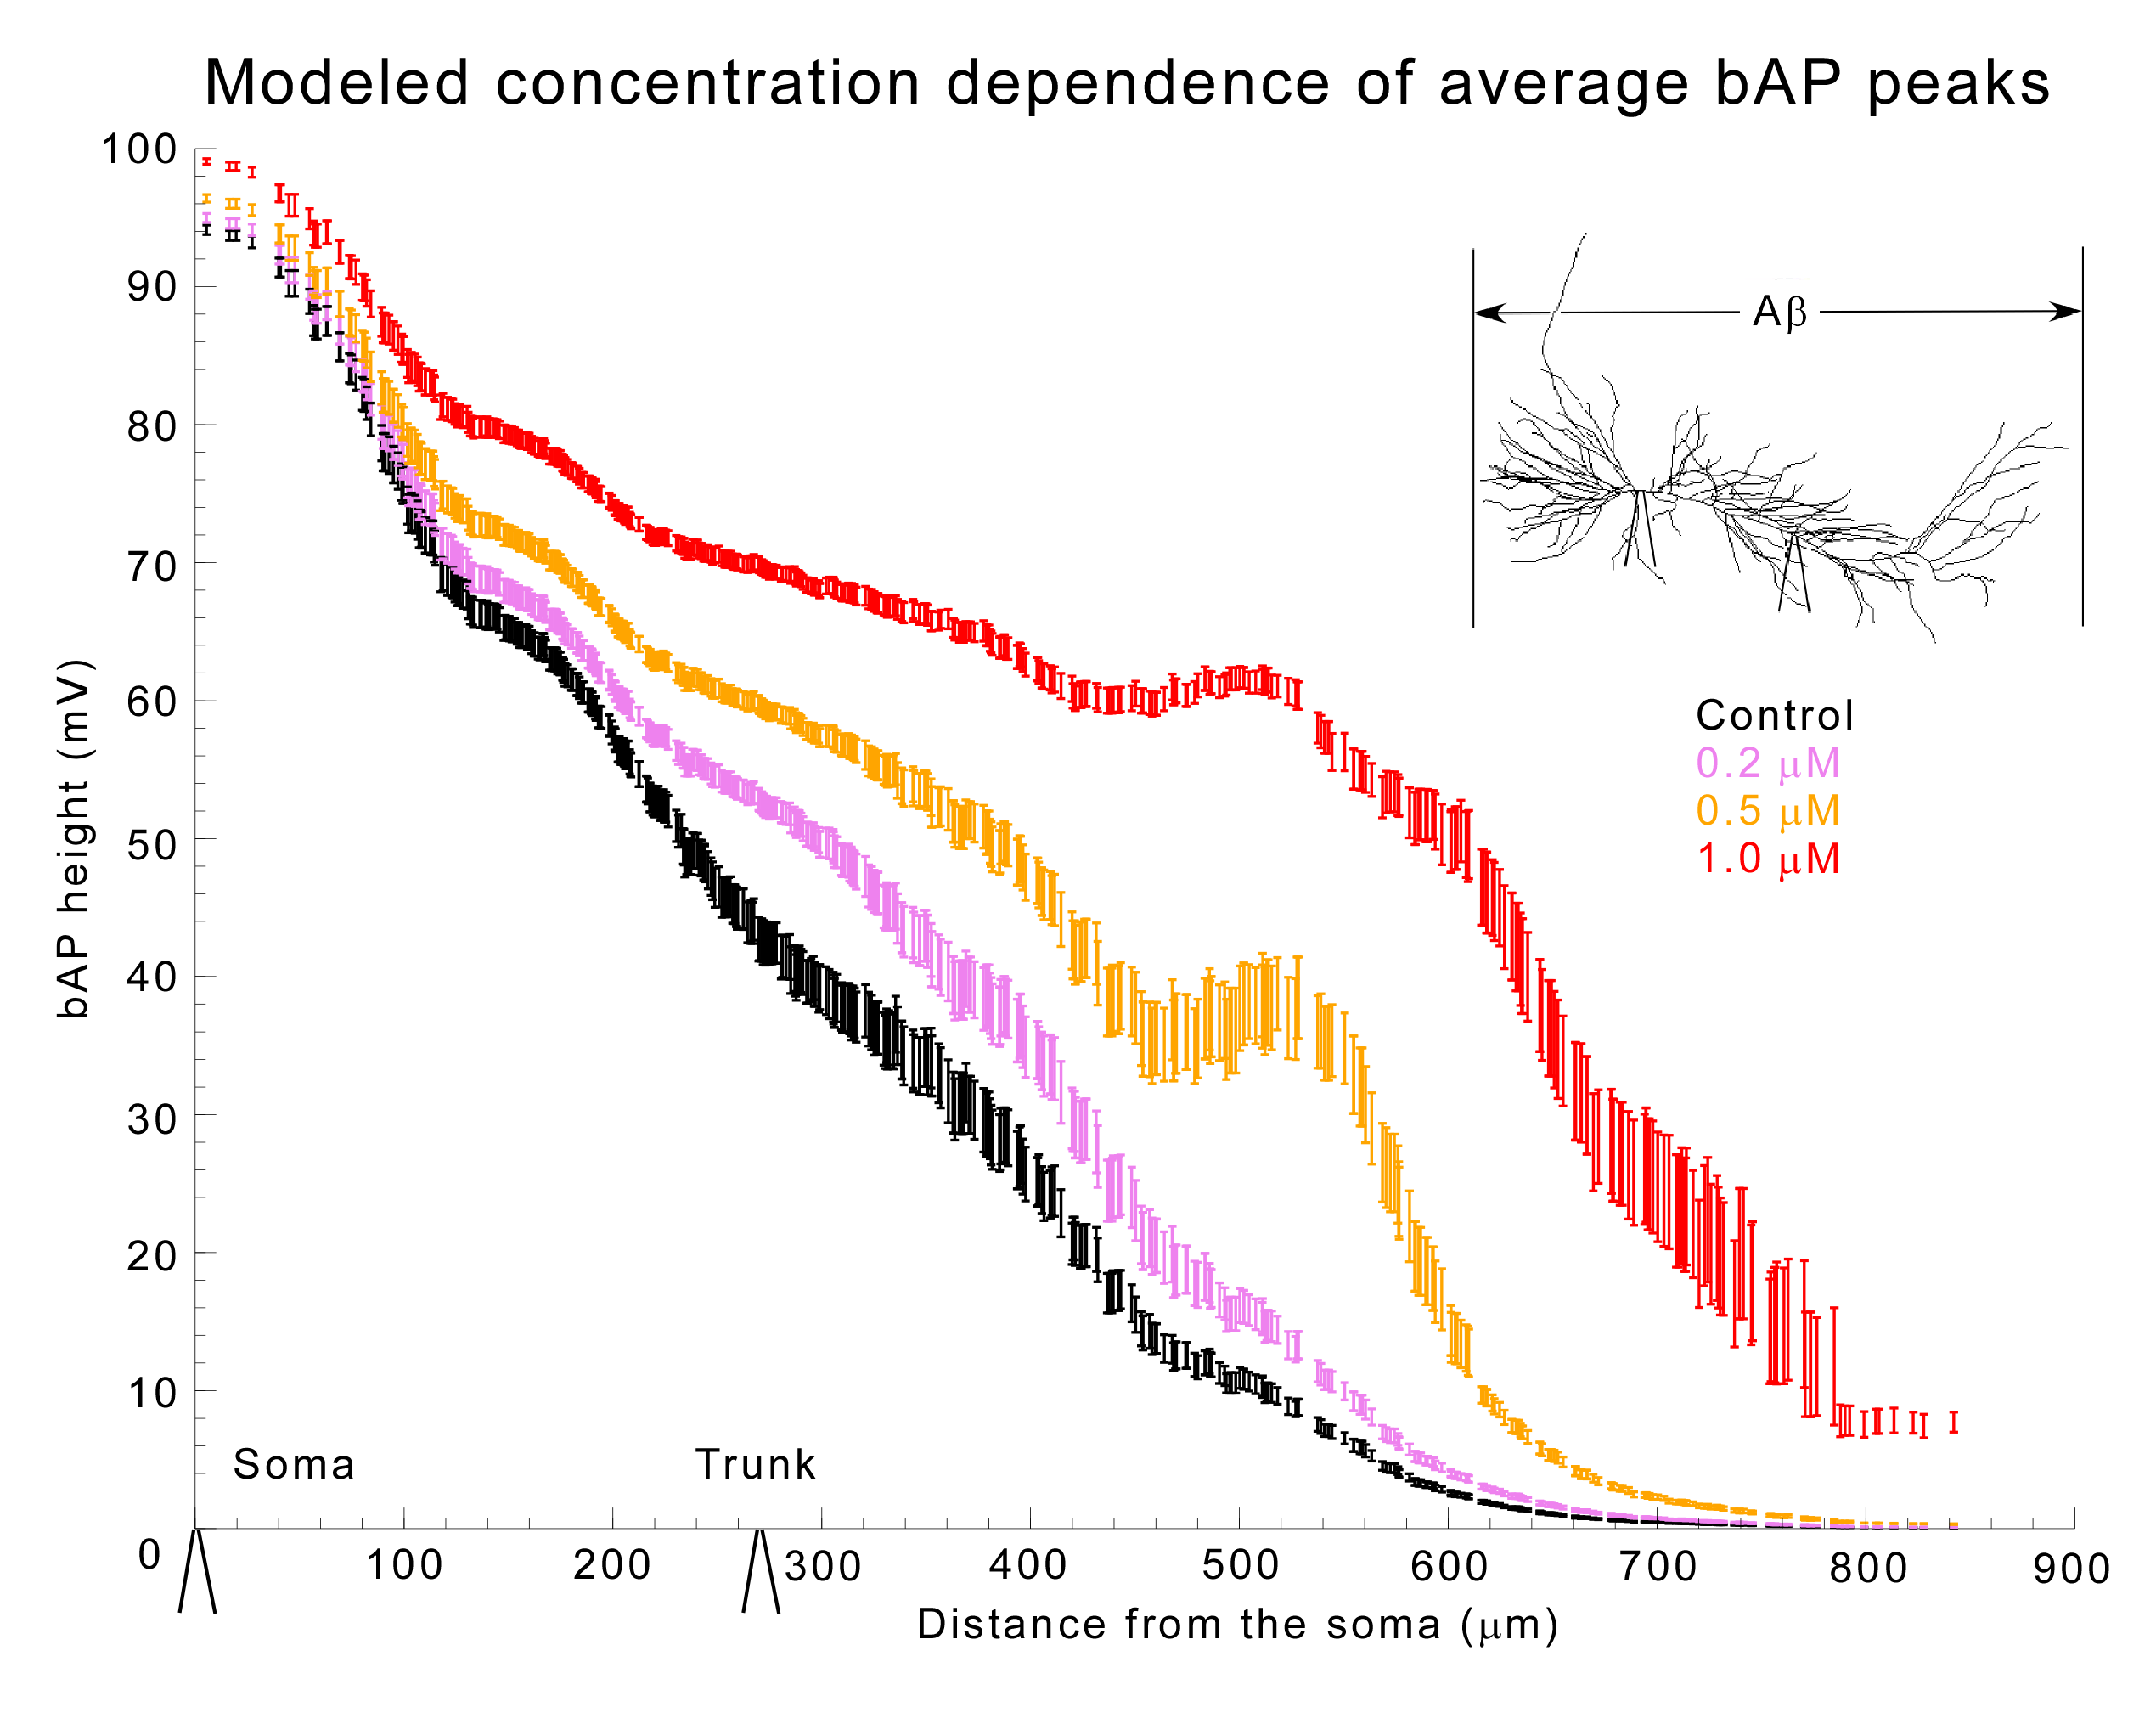 Modeled concentration dependence of average bAP peaks
100
90
80
70
60
50
40
30
20
10
0
bAP height (mV)
Aβ
Control
0.2 μM
0.5 μM
1.0 μM
Soma
Trunk
100 200 300 400 500 600 700 800 900
Distance from the soma (μm)